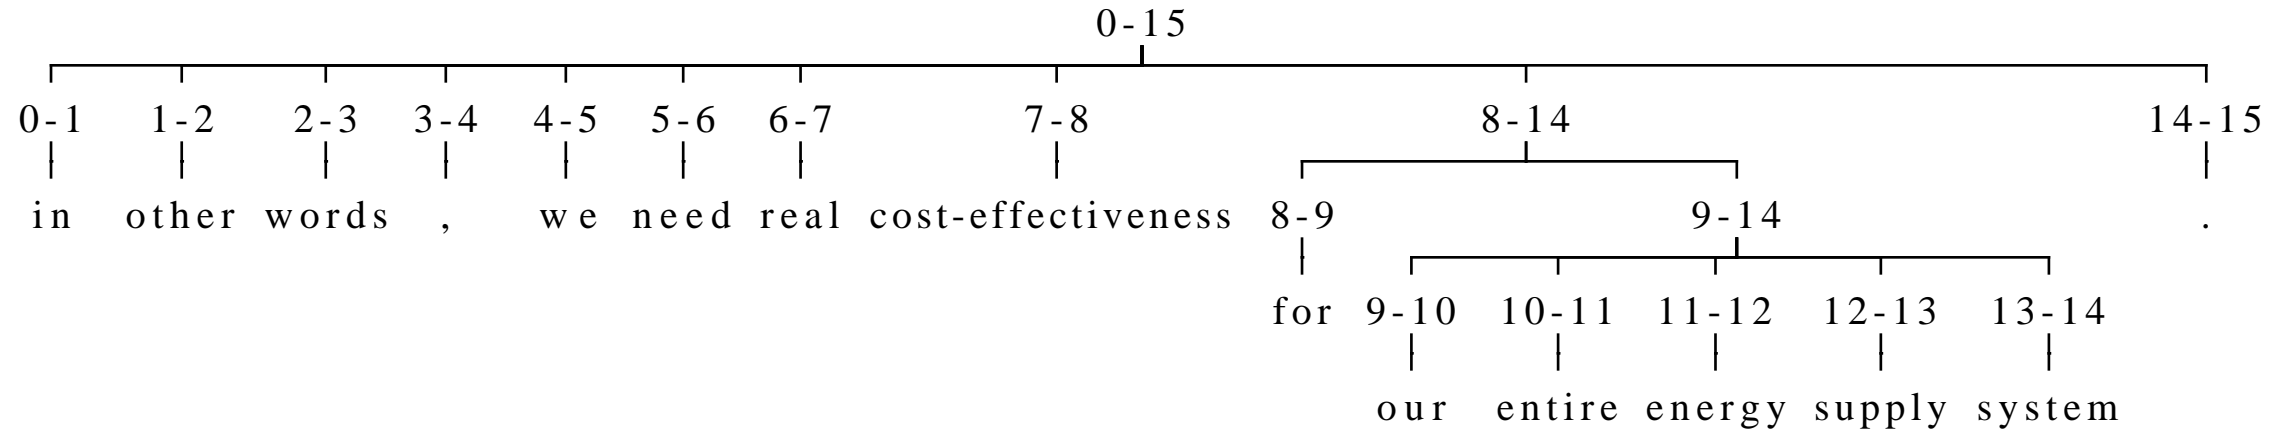 0-15
0-1 1-2 2-3 3-4 4-5 5-6 6-7 7-8 8-14 14-15
in other words , we need real cost-effectiveness 8-9 9-14 .
for 9-10 10-11 11-12 12-13 13-14
our entire energy supply system